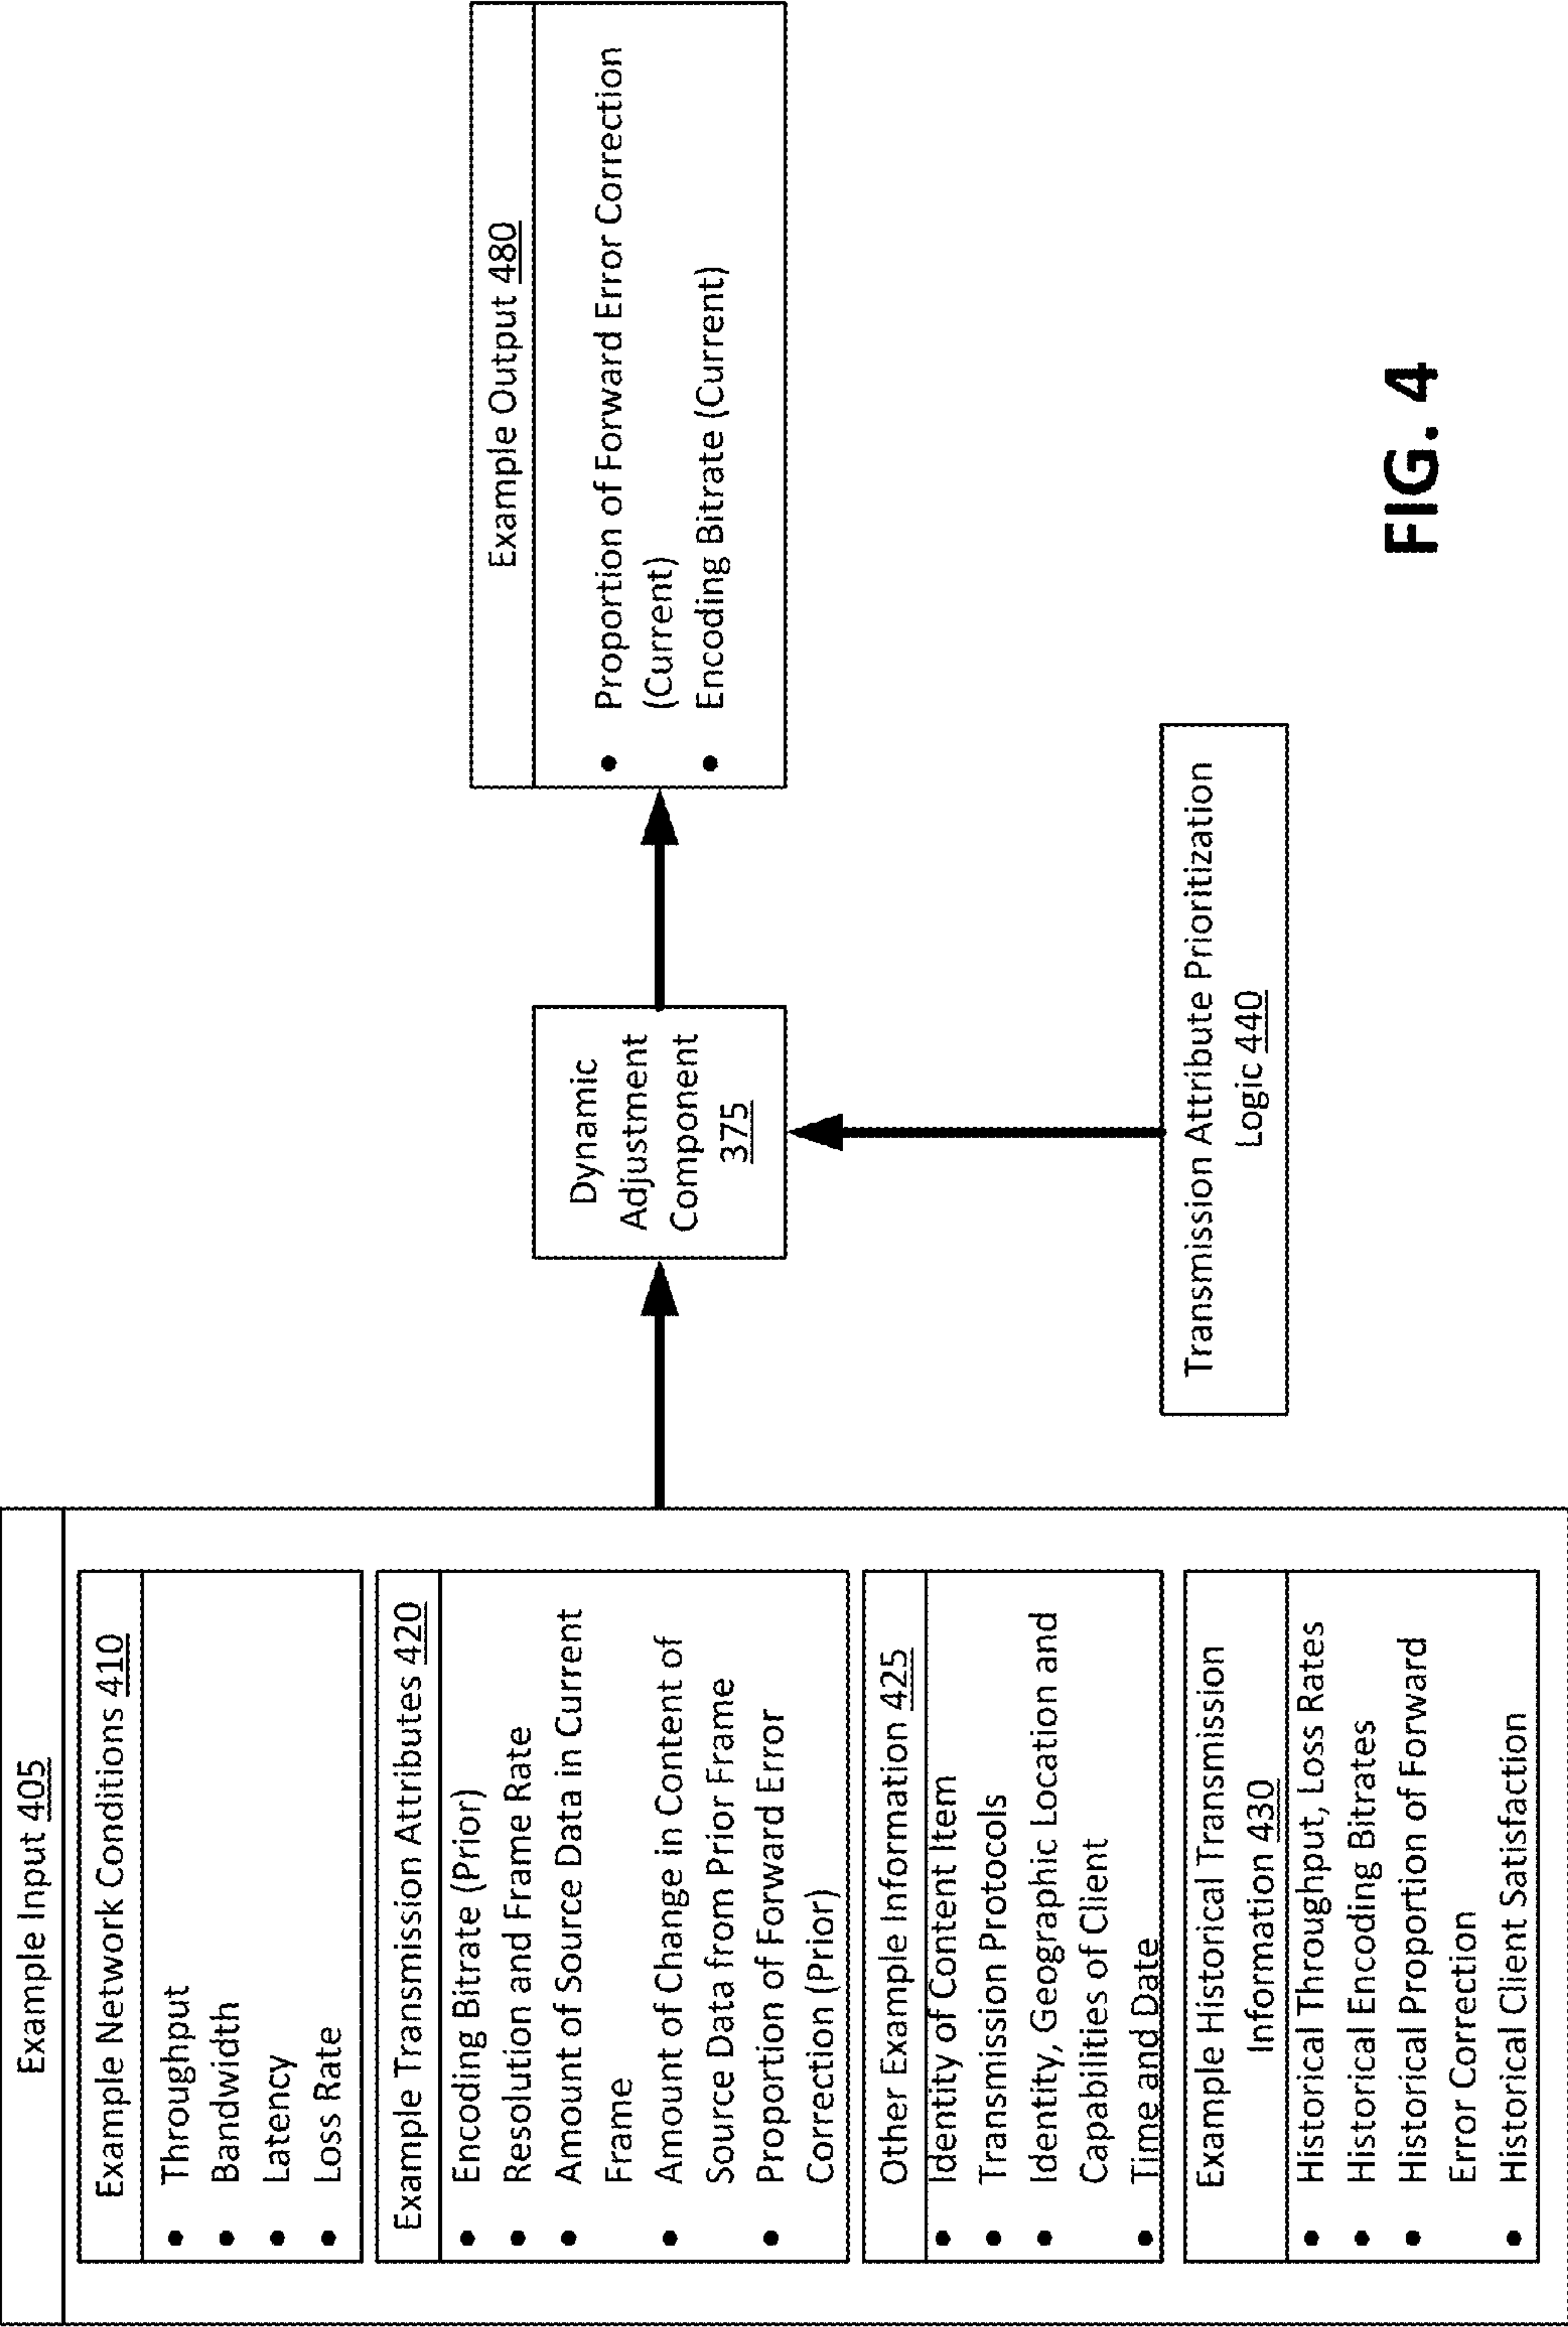 Example Input 405
Example Network Conditions 410
• Throughput
• Bandwidth
• Latency
• Loss Rate
Example Transmission Attributes 420
• Encoding Bitrate (Prior)
• Resolution and Frame Rate
• Amount of Source Data in Current
Frame
• Amount of Change in Content of
Source Data from Prior Frame
• Proportion of Forward Error
Correction (Prior)
Other Example Information 425
• Identity of Content Item
• Transmission Protocols
• Identity, Geographic Location and
Capabilities of Client
• Time and Date
Example Historical Transmission
Information 430
• Historical Throughput, Loss Rates
• Historical Encoding Bitrates
• Historical Proportion of Forward
Error Correction
• Historical Client Satisfaction
Dynamic
Adjustment
Component
375
Transmission Attribute Prioritization
Logic 440
Example Output 480
• Proportion of Forward Error Correction
(Current)
• Encoding Bitrate (Current)
FIG. 4